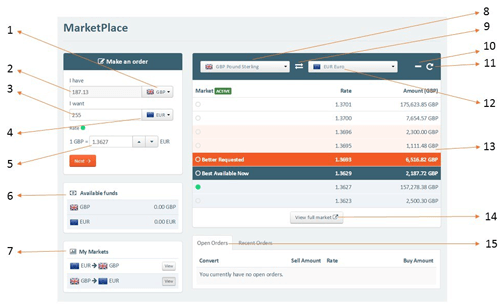 MarketPlace
Make an order
I have
187.13
GBP
I want
255
EUR
Rate
1 GBP =
1.3627
EUR
Next
Available funds
GBP
0.00 GBP
EUR
0.00 EUR
My Markets
EUR → GBP
View
GBP → EUR
View
GBP Pound Sterling
EUR Euro
Market ACTIVE
Rate
Amount (GBP)
1.3701
175,623.85 GBP
1.3700
7,654.57 GBP
1.3696
2,300.00 GBP
1.3695
1,111.48 GBP
Better Requested
1.3693
6,516.82 GBP
Best Available Now
1.3629
2,187.72 GBP
1.3627
157,278.38 GBP
1.3623
2,500.30 GBP
View full market
Open Orders
Recent Orders
Convert
Sell Amount
Rate
Buy Amount
You currently have no open orders.
1
2
3
4
5
6
7
8
9
10
11
12
13
14
15